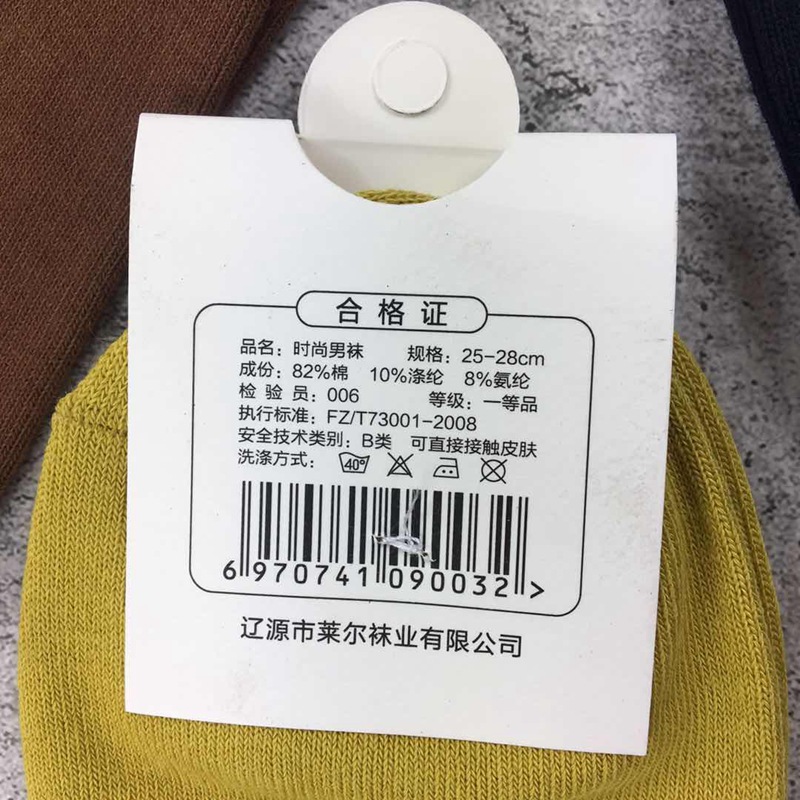 合格证
品名：时尚男袜 规格：25-28cm
成份：82%棉 10%涤纶 8%氨纶
检 验 员：006 等级：一等品
执行标准：FZ/T73001-2008
安全技术类别：B类 可直接接触皮肤
洗涤方式： 40°
6 970741 090032 >
辽源市莱尔袜业有限公司